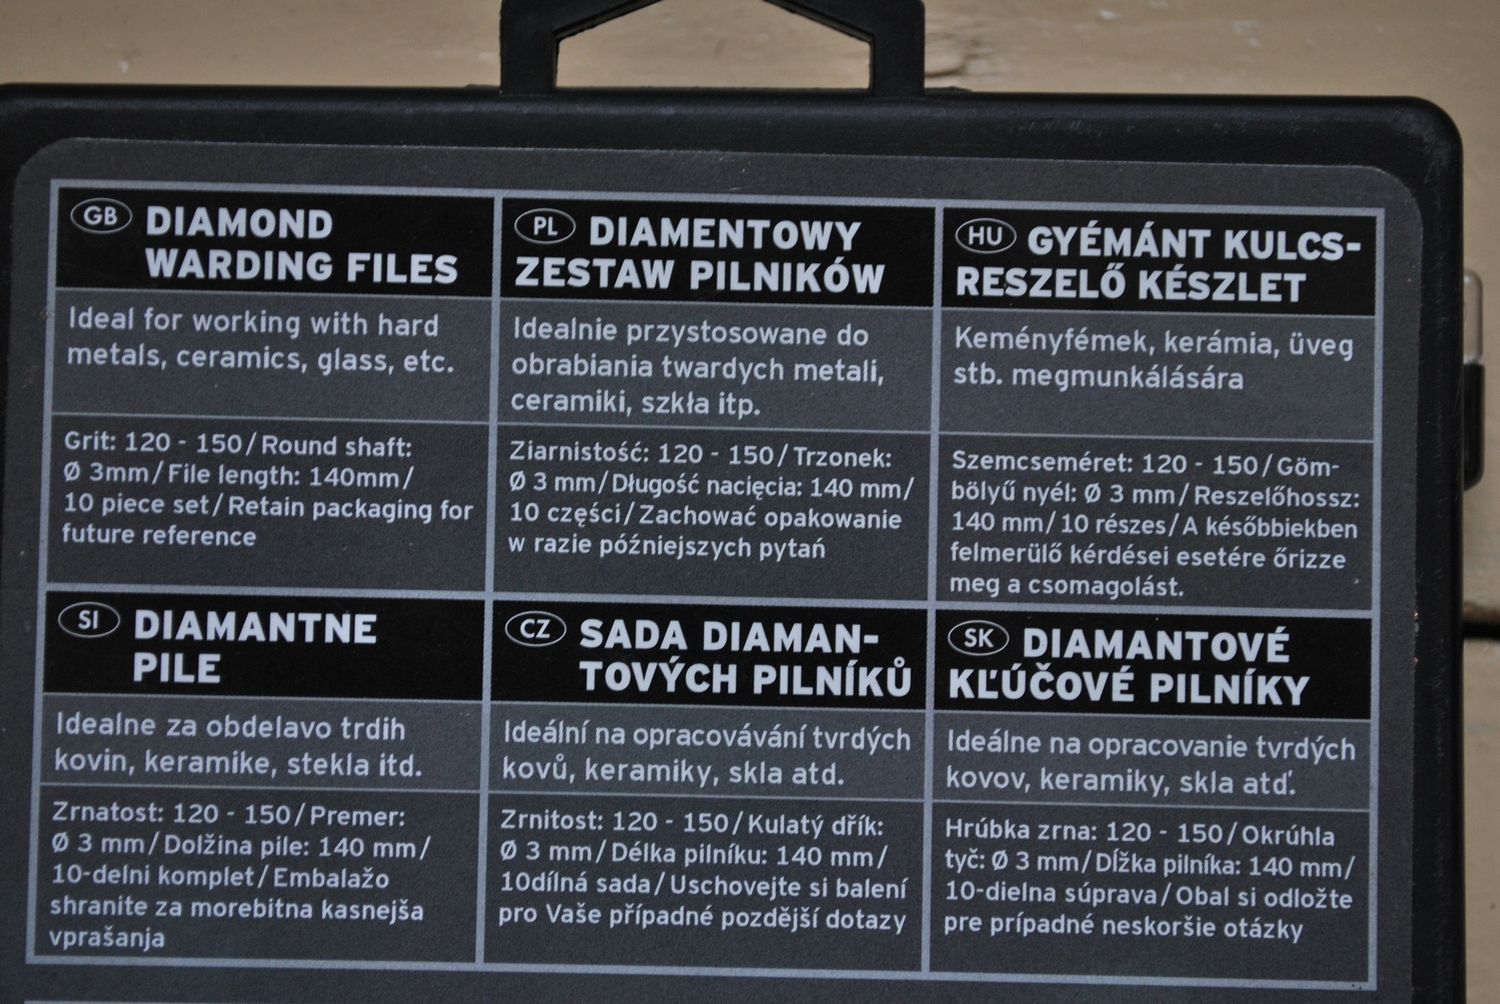 GB DIAMOND
WARDING FILES
Ideal for working with hard
metals, ceramics, glass, etc.
Grit: 120 - 150/Round shaft:
Ø 3mm/File length: 140mm/
10 piece set/Retain packaging for
future reference
PL DIAMENTOWY
ZESTAW PILNIKÓW
Idealnie przystosowane do
obrabiania twardych metali,
ceramiki, szkła itp.
Ziarnistość: 120 - 150/Trzonek:
Ø 3 mm/Długość nacięcia: 140 mm/
10 części/Zachować opakowanie
w razie późniejszych pytań
HU GYÉMÁNT KULCS-
RESZELŐ KÉSZLET
Keményfémek, kerámia, üveg
stb. megmunkálására
Szemcseméret: 120 - 150/Göm-
bölyű nyél: Ø 3 mm/Reszelőhossz:
140 mm/10 részes/A későbbiekben
felmerülő kérdései esetére őrizze
meg a csomagolást.
SI DIAMANTNE
PILE
Idealne za obdelavo trdih
kovin, keramike, stekla itd.
Zrnatost: 120 - 150/Premer:
Ø 3 mm/Dolžina pile: 140 mm/
10-delni komplet/Embalažo
shranite za morebitna kasnejša
vprašanja
CZ SADA DIAMAN-
TOVÝCH PILNÍKŮ
Ideální na opracovávání tvrdých
kovů, keramiky, skla atd.
Zrnitost: 120 - 150/Kulatý dřík:
Ø 3 mm/Délka pilníku: 140 mm/
10dílná sada/Uschovejte si balení
pro Vaše případné pozdější dotazy
SK DIAMANTOVÉ
KĽÚČOVÉ PILNÍKY
Ideálne na opracovanie tvrdých
kovov, keramiky, skla atď.
Hrúbka zrna: 120 - 150/Okrúhla
tyč: Ø 3 mm/Dĺžka pilníka: 140 mm/
10-dielna súprava/Obal si odložte
pre prípadné neskoršie otázky